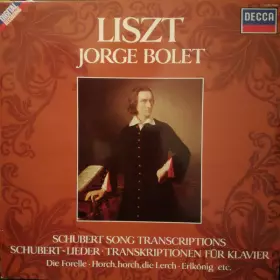 LISZT
DECCA
JORGE BOLET
SCHUBERT SONG TRANSCRIPTIONS
SCHUBERT-LIEDER · TRANSKRIPTIONEN FÜR KLAVIER
Die Forelle · Horch, horch, die Lerch · Erlkönig etc.